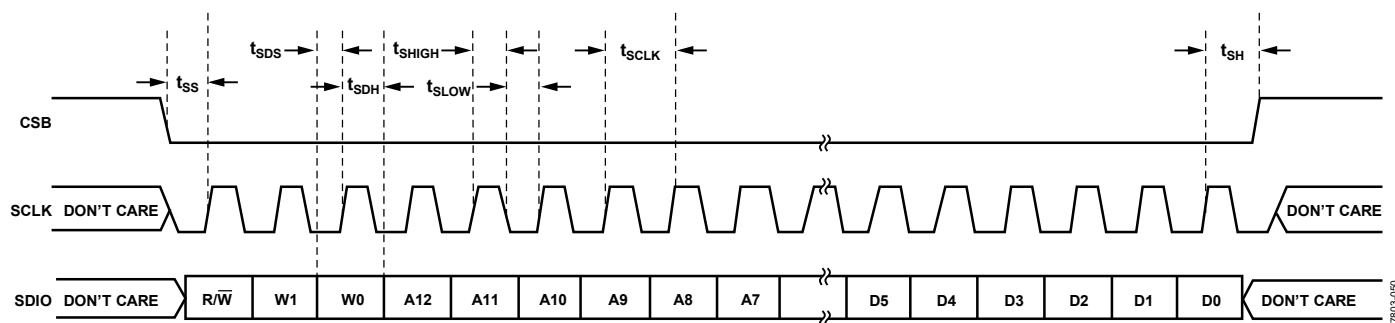 tSDS tSHIGH tSCLK tSH
tSS tSDH tSLOW
CSB
SCLK DON'T CARE DON'T CARE
SDIO DON'T CARE R/W̅ W1 W0 A12 A11 A10 A9 A8 A7 D5 D4 D3 D2 D1 D0 DON'T CARE